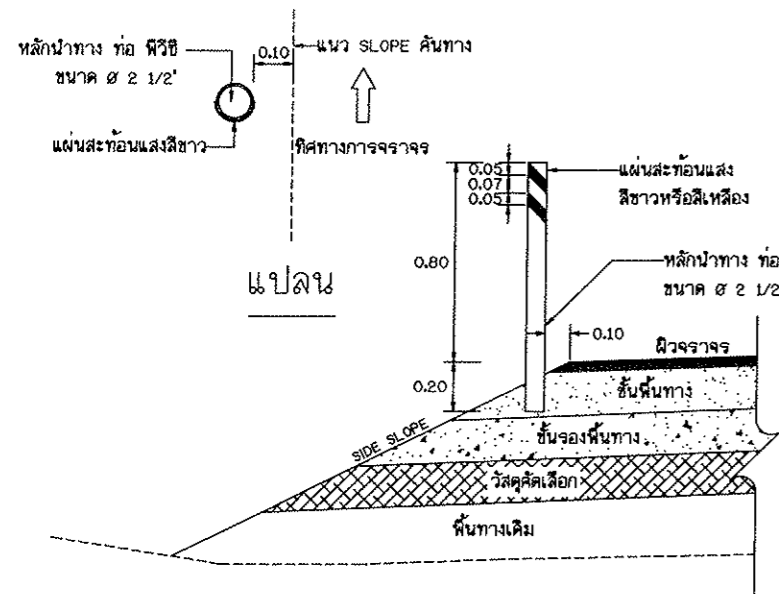 หลักนำทาง ท่อ พีวีซี
ขนาด Ø 2 1/2"
0.10
แนว SLOPE คันทาง
แผ่นสะท้อนแสงสีขาว
ทิศทางการจราจร
แปลน
0.05
0.07
0.05
แผ่นสะท้อนแสง
สีขาวหรือสีเหลือง
0.80
หลักนำทาง ท่อ
ขนาด Ø 2 1/2
0.10
ผิวจราจร
0.20
ชั้นพื้นทาง
SIDE SLOPE
ชั้นรองพื้นทาง
วัสดุคัดเลือก
พื้นทางเดิม